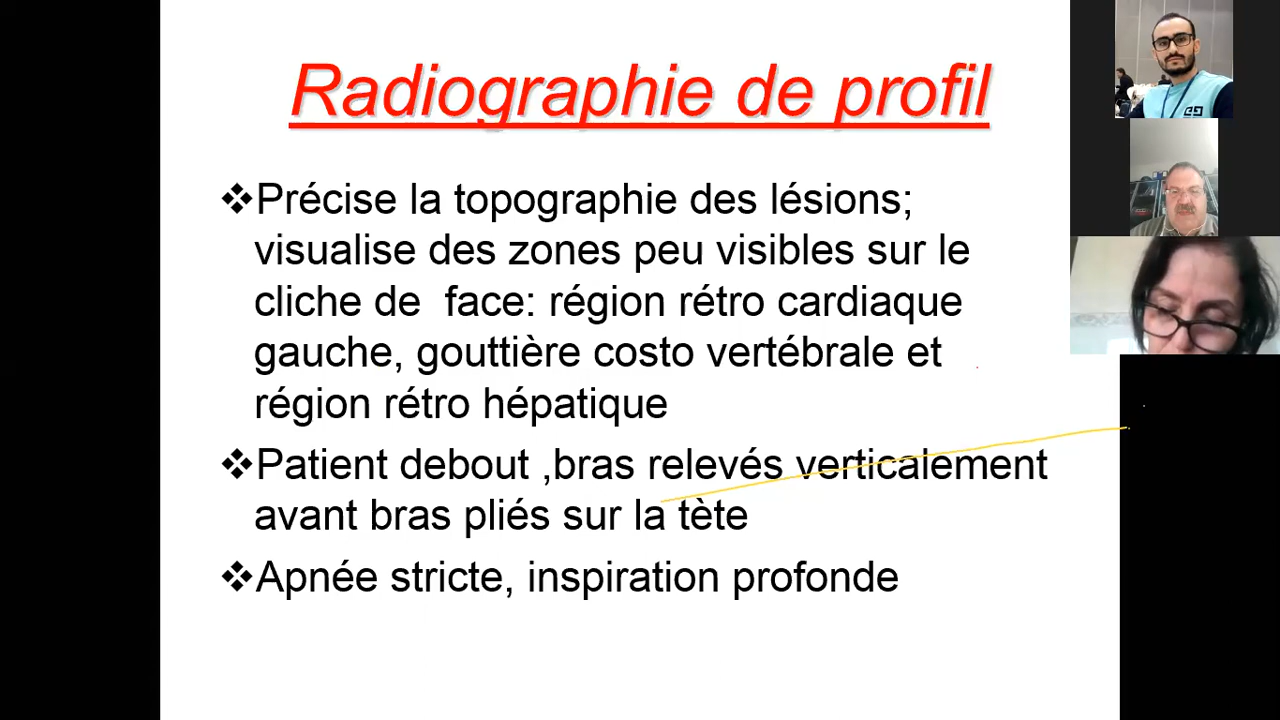 Radiographie de profil
❖Précise la topographie des lésions;
visualise des zones peu visibles sur le
cliche de face: région rétro cardiaque
gauche, gouttière costo vertébrale et
région rétro hépatique
❖Patient debout ,bras relevés verticalement
avant bras pliés sur la tète
❖Apnée stricte, inspiration profonde